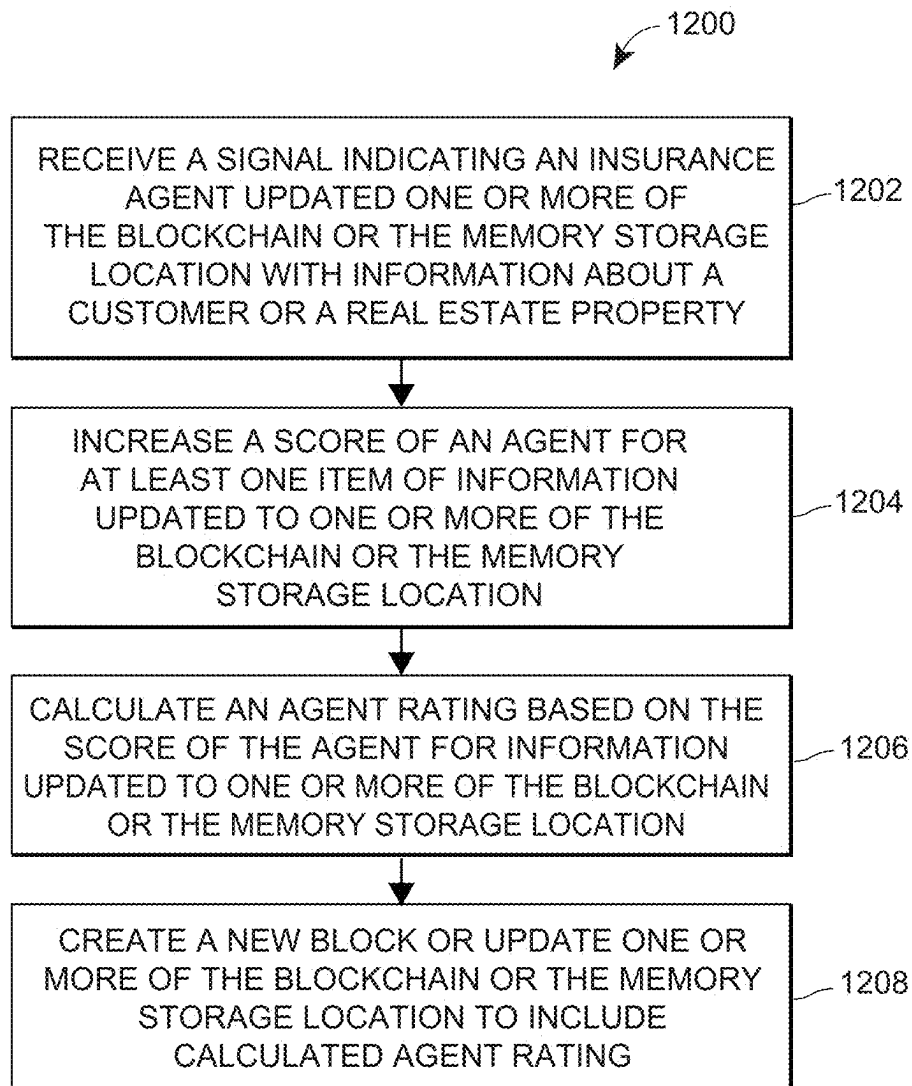 1200
RECEIVE A SIGNAL INDICATING AN INSURANCE
AGENT UPDATED ONE OR MORE OF
THE BLOCKCHAIN OR THE MEMORY STORAGE
LOCATION WITH INFORMATION ABOUT A
CUSTOMER OR A REAL ESTATE PROPERTY
1202
INCREASE A SCORE OF AN AGENT FOR
AT LEAST ONE ITEM OF INFORMATION
UPDATED TO ONE OR MORE OF THE
BLOCKCHAIN OR THE MEMORY
STORAGE LOCATION
1204
CALCULATE AN AGENT RATING BASED ON THE
SCORE OF THE AGENT FOR INFORMATION
UPDATED TO ONE OR MORE OF THE BLOCKCHAIN
OR THE MEMORY STORAGE LOCATION
1206
CREATE A NEW BLOCK OR UPDATE ONE OR
MORE OF THE BLOCKCHAIN OR THE MEMORY
STORAGE LOCATION TO INCLUDE
CALCULATED AGENT RATING
1208